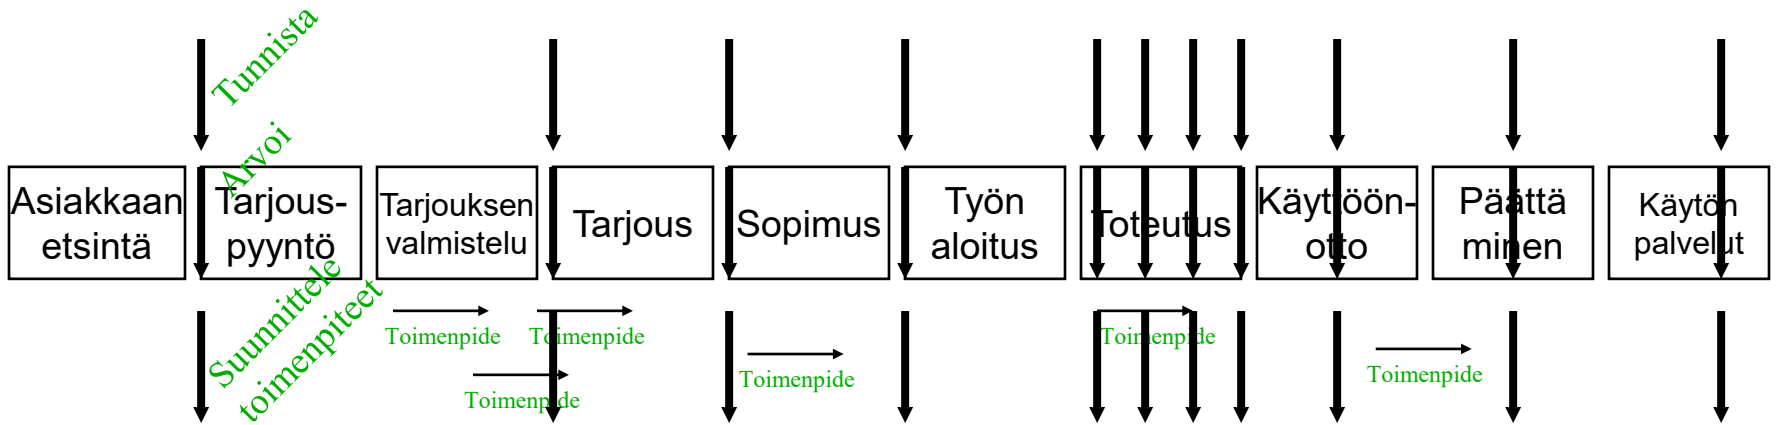 Tunnista
Arvoi
Asiakkaan
etsintä
Tarjous-
pyyntö
Tarjouksen
valmistelu
Tarjous
Sopimus
Työn
aloitus
Toteutus
Käyttöön-
otto
Päättä
minen
Käytön
palvelut
Suunnittele
toimenpiteet
Toimenpide
Toimenpide
Toimenpide
Toimenpide
Toimenpide
Toimenpide